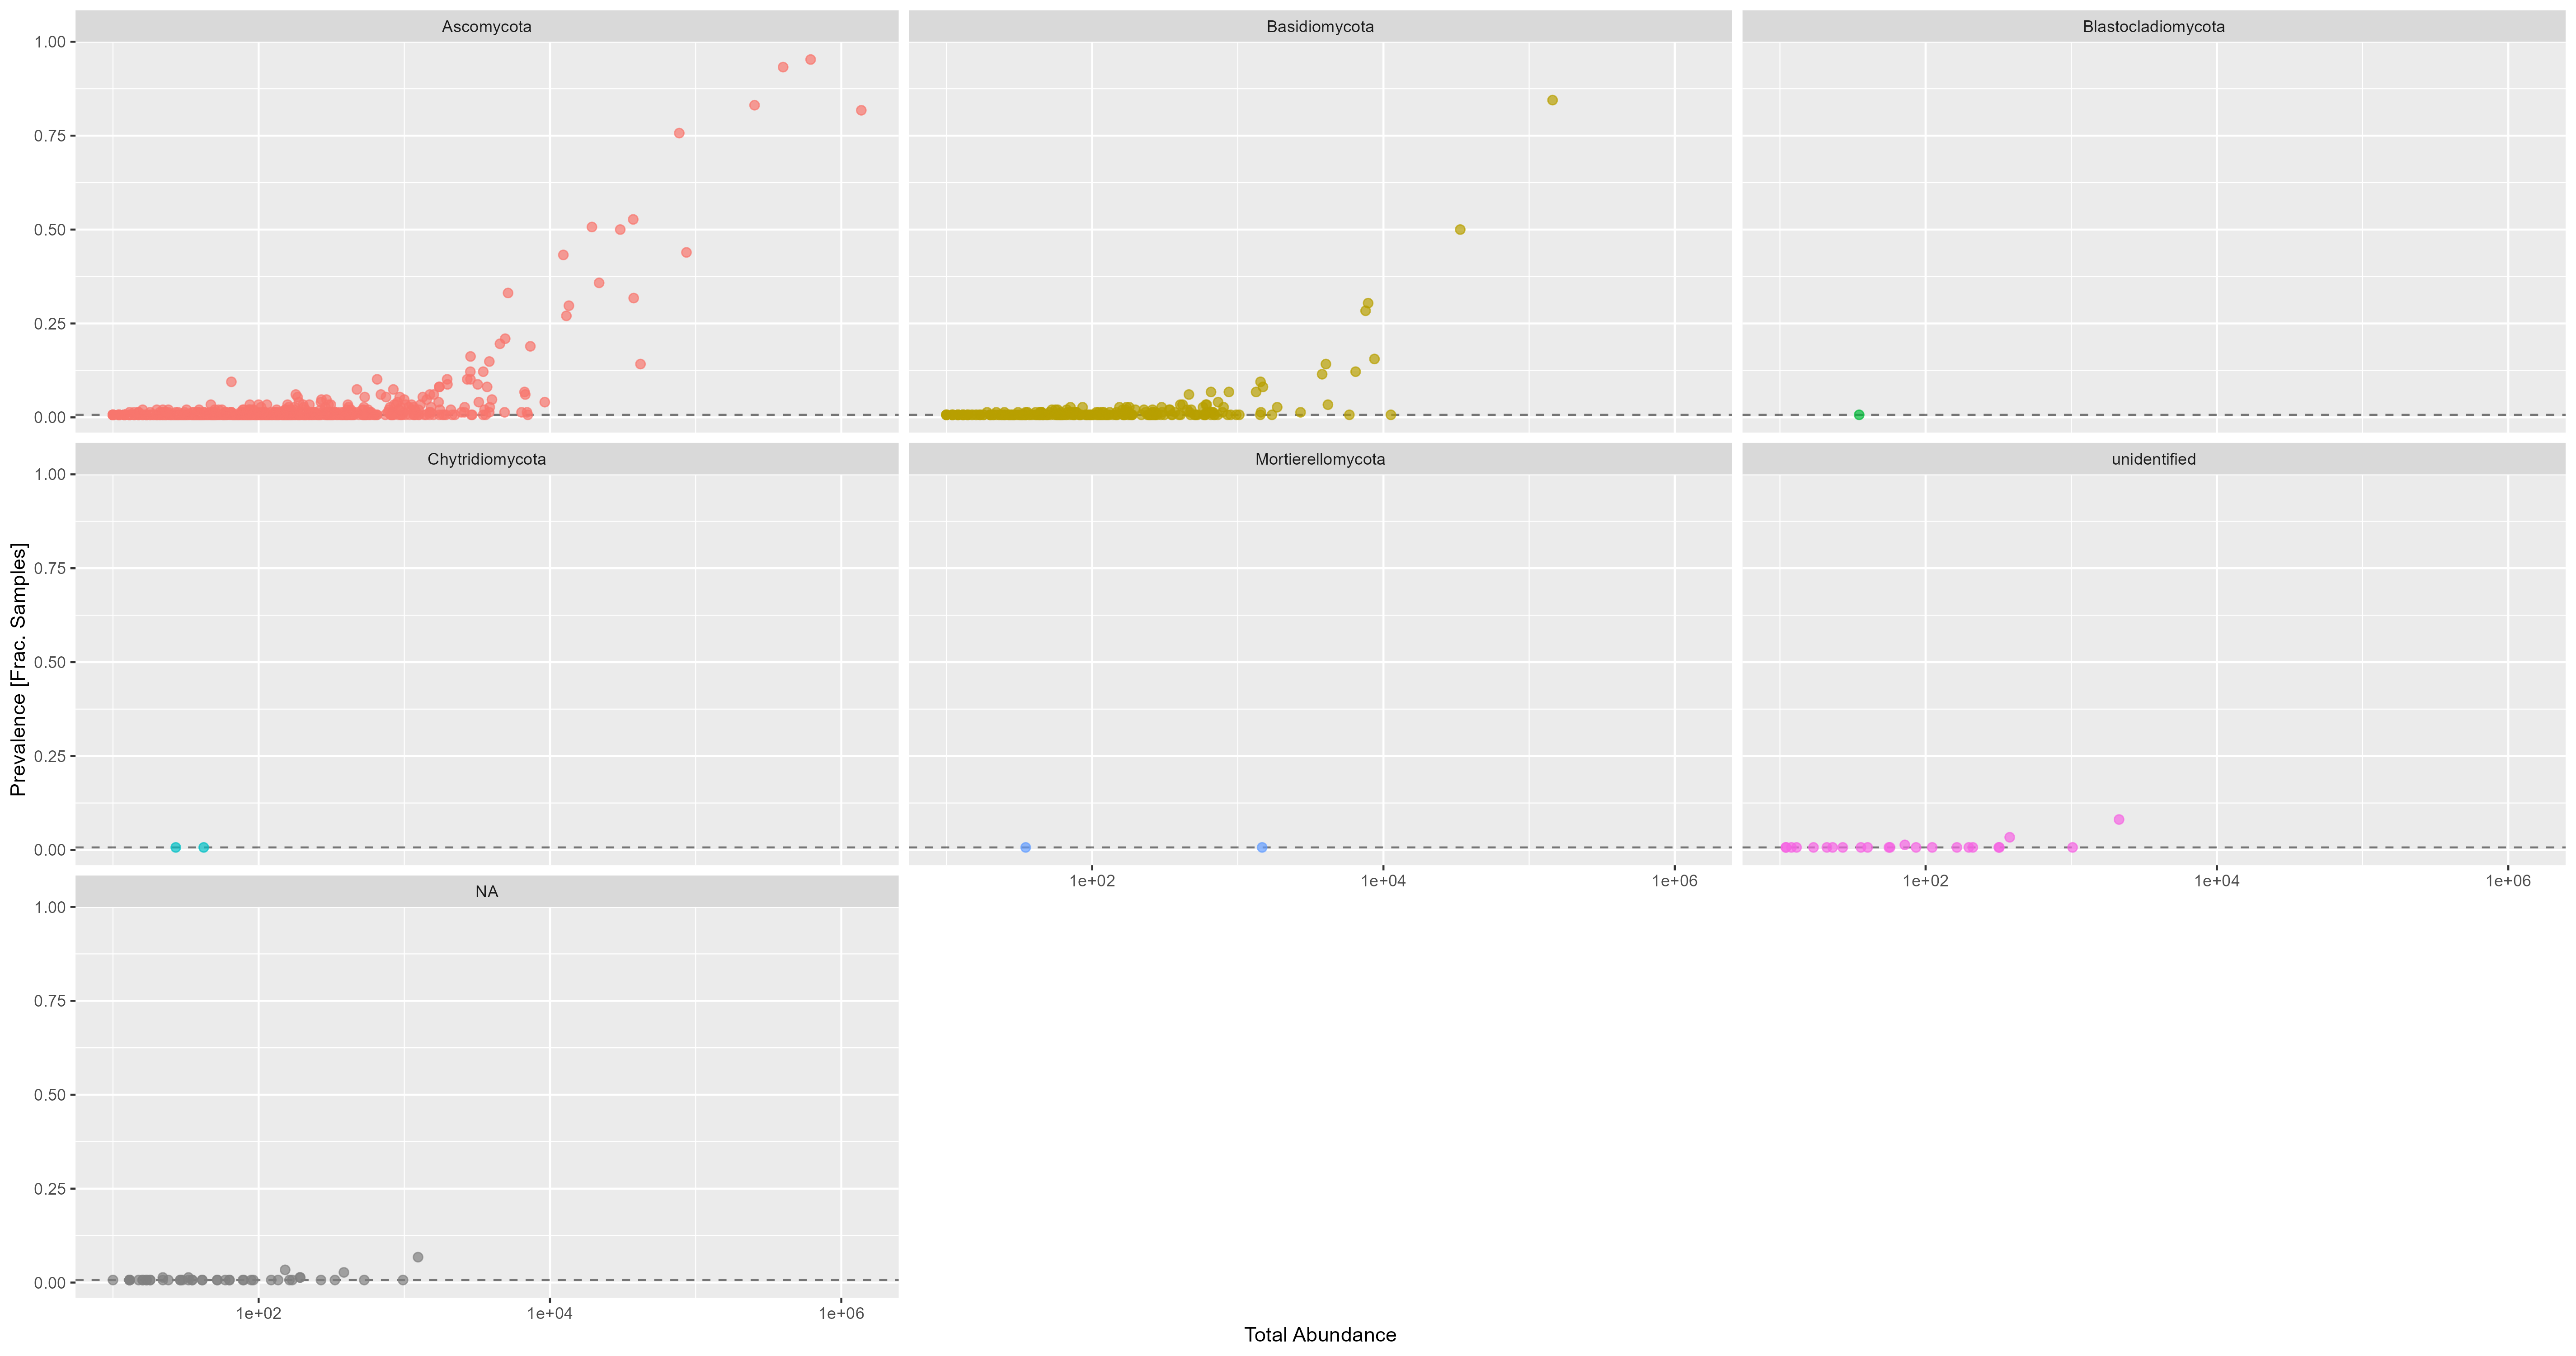 Ascomycota
Basidiomycota
Blastocladiomycota
1.00
0.75
0.50
0.25
0.00
Chytridiomycota
Mortierellomycota
unidentified
1.00
0.75
0.50
0.25
0.00
1e+02
1e+04
1e+06
1e+02
1e+04
1e+06
NA
1.00
0.75
0.50
0.25
0.00
1e+02
1e+04
1e+06
Prevalence [Frac. Samples]
Total Abundance